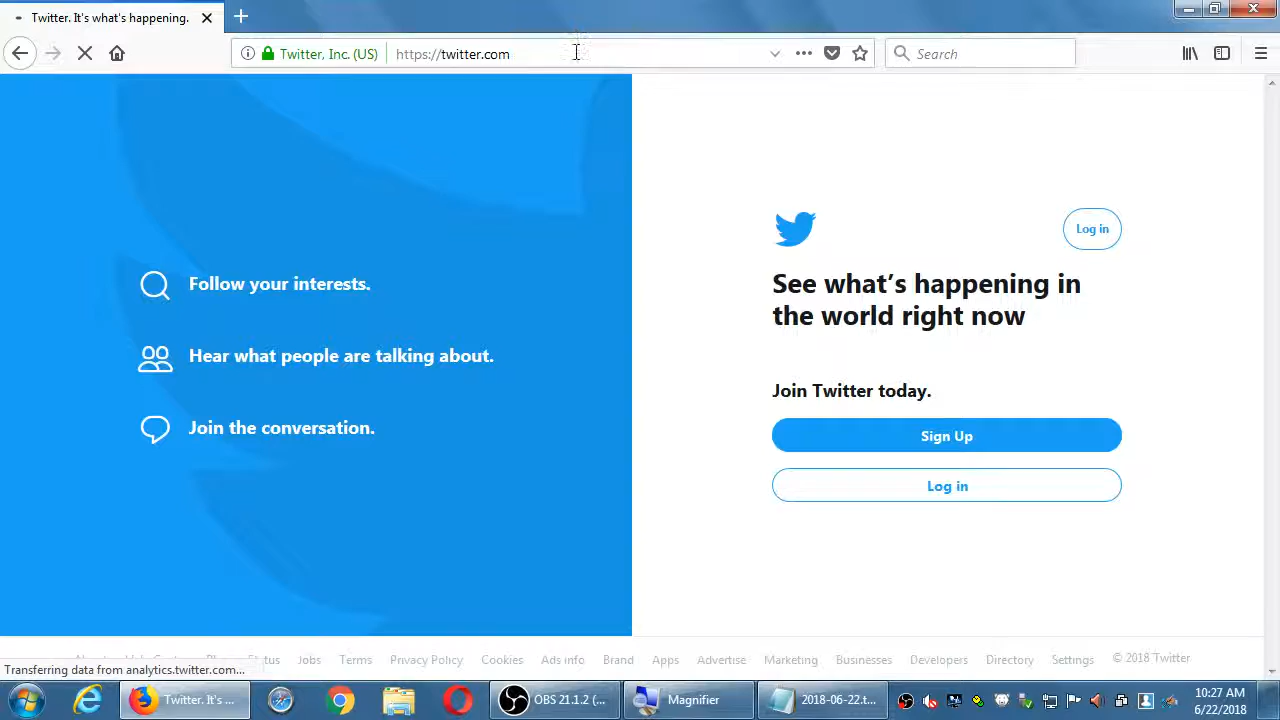 Twitter. It's what's happening.
Twitter, Inc. (US)
https://twitter.com
Search
Follow your interests.
Hear what people are talking about.
Join the conversation.
Log in
See what's happening in
the world right now
Join Twitter today.
Sign Up
Log in
Status Jobs Terms Privacy Policy Cookies Ads info Brand Apps Advertise Marketing Businesses Developers Directory Settings © 2018 Twitter
Transferring data from analytics.twitter.com...
Twitter. It's ...
OBS 21.1.2 (...
Magnifier
2018-06-22.t...
10:27 AM
6/22/2018